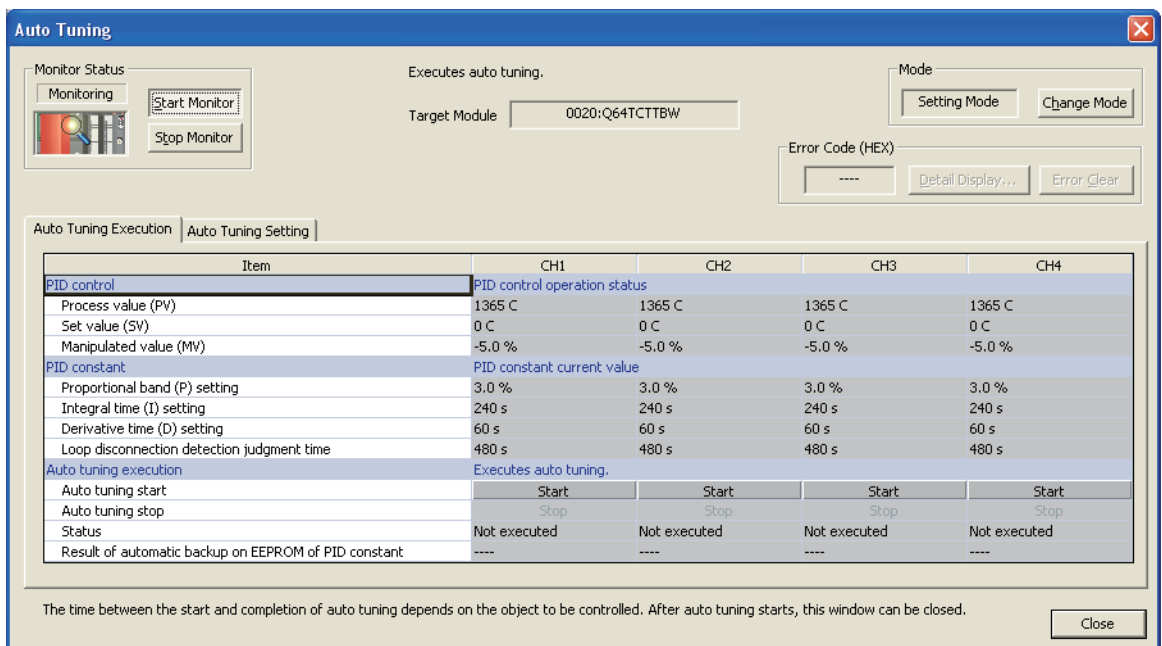 Auto Tuning
Monitor Status
Monitoring
Start Monitor
Stop Monitor
Executes auto tuning.
Target Module 0020:Q64TCTTBW
Mode
Setting Mode Change Mode
Error Code (HEX)
---- Detail Display... Error Clear
Auto Tuning Execution Auto Tuning Setting
Item CH1 CH2 CH3 CH4
PID control PID control operation status
Process value (PV) 1365 C 1365 C 1365 C 1365 C
Set value (SV) 0 C 0 C 0 C 0 C
Manipulated value (MV) -5.0 % -5.0 % -5.0 % -5.0 %
PID constant PID constant current value
Proportional band (P) setting 3.0 % 3.0 % 3.0 % 3.0 %
Integral time (I) setting 240 s 240 s 240 s 240 s
Derivative time (D) setting 60 s 60 s 60 s 60 s
Loop disconnection detection judgment time 480 s 480 s 480 s 480 s
Auto tuning execution Executes auto tuning.
Auto tuning start Start Start Start Start
Auto tuning stop Stop Stop Stop Stop
Status Not executed Not executed Not executed Not executed
Result of automatic backup on EEPROM of PID constant ---- ---- ---- ----
The time between the start and completion of auto tuning depends on the object to be controlled. After auto tuning starts, this window can be closed.
Close